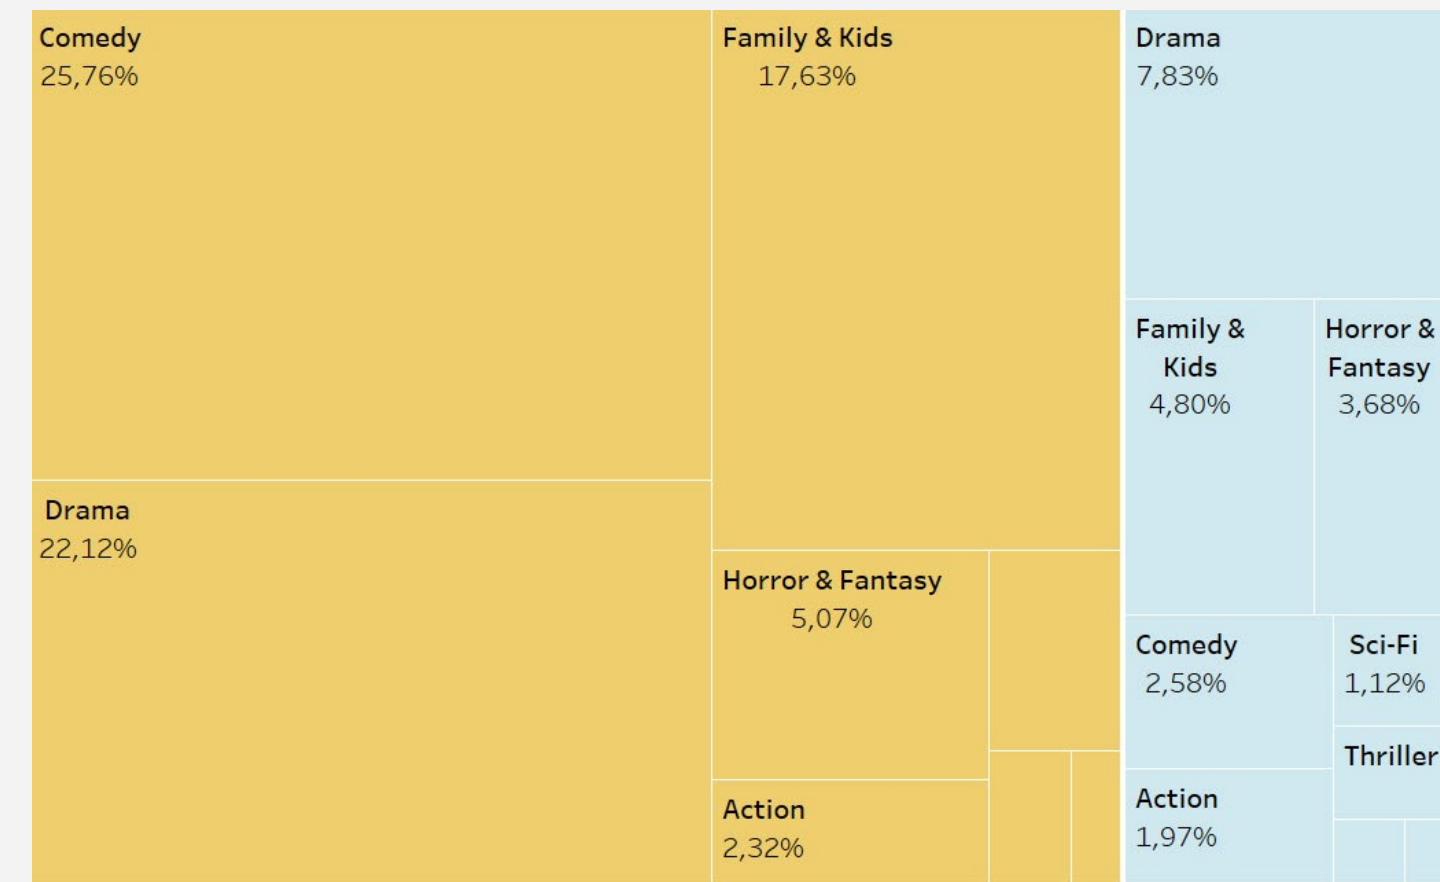 Comedy
25,76%
Drama
22,12%
Family & Kids
17,63%
Horror & Fantasy
5,07%
Action
2,32%
Drama
7,83%
Family &
Kids
4,80%
Horror &
Fantasy
3,68%
Comedy
2,58%
Action
1,97%
Sci-Fi
1,12%
Thriller